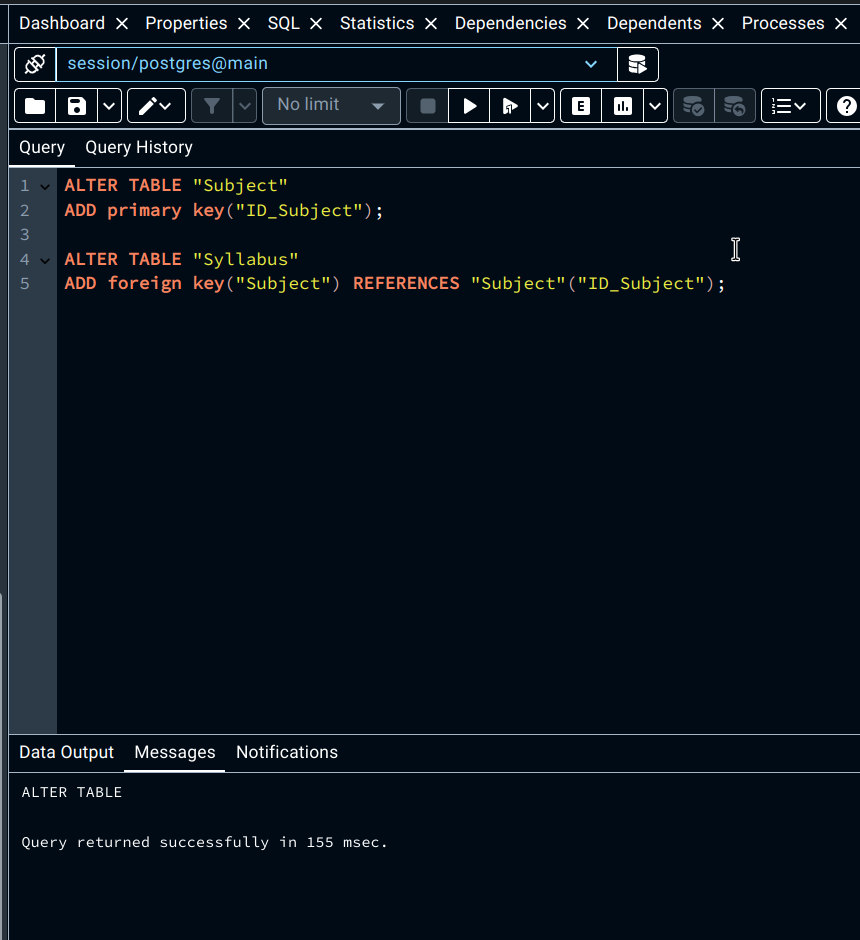 Dashboard Properties SQL Statistics Dependencies Dependents Processes
session/postgres@main
No limit E 1 ?
Query Query History
1 ALTER TABLE "Subject"
2 ADD primary key("ID_Subject");
3
4 ALTER TABLE "Syllabus"
5 ADD foreign key("Subject") REFERENCES "Subject"("ID_Subject");
Data Output Messages Notifications
ALTER TABLE
Query returned successfully in 155 msec.